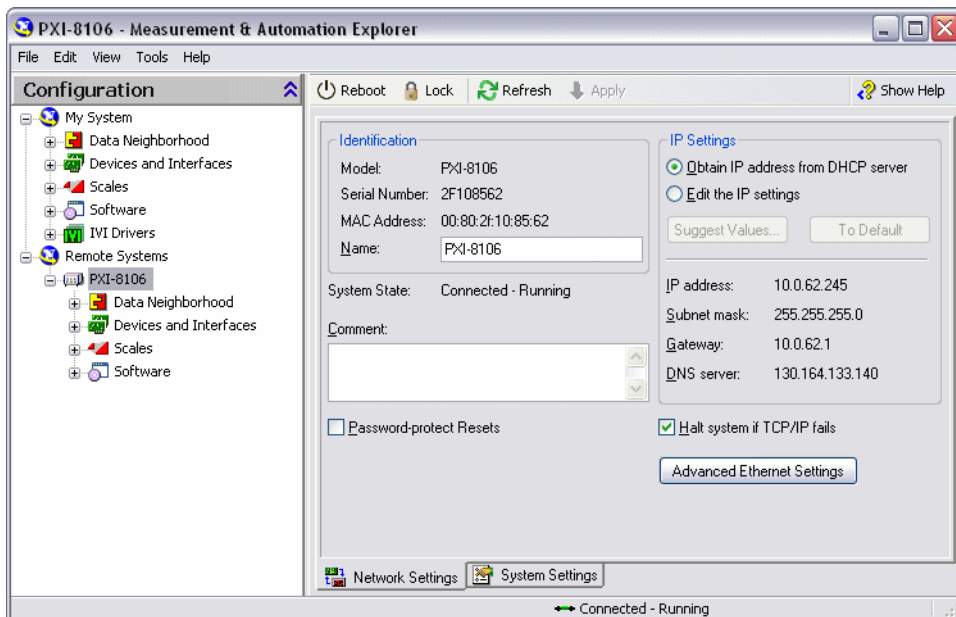 PXI-8106 - Measurement & Automation Explorer
File Edit View Tools Help
Configuration
My System
Data Neighborhood
Devices and Interfaces
Scales
Software
IVI Drivers
Remote Systems
PXI-8106
Data Neighborhood
Devices and Interfaces
Scales
Software
Reboot Lock Refresh Apply Show Help
Identification
Model: PXI-8106
Serial Number: 2F108562
MAC Address: 00:80:2f:10:85:62
Name: PXI-8106
System State: Connected - Running
Comment:
Password-protect Resets
IP Settings
Obtain IP address from DHCP server
Edit the IP settings
Suggest Values... To Default
IP address: 10.0.62.245
Subnet mask: 255.255.255.0
Gateway: 10.0.62.1
DNS server: 130.164.133.140
Halt system if TCP/IP fails
Advanced Ethernet Settings
Network Settings System Settings
Connected - Running